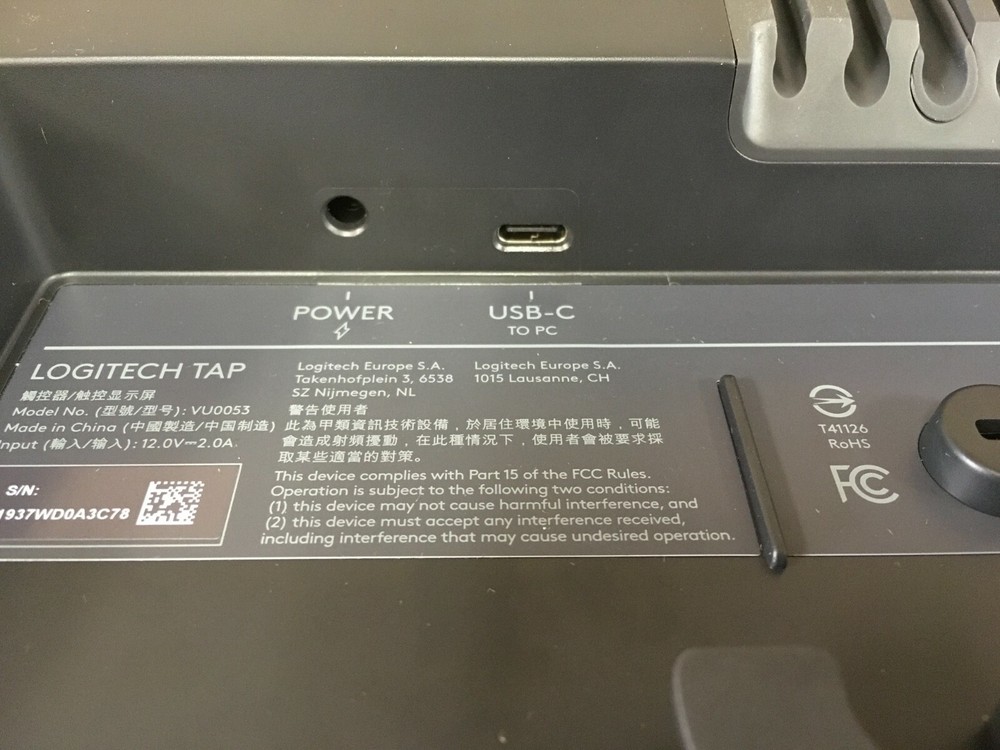 POWER
USB-C
TO PC
LOGITECH TAP
觸控器/触控显示屏
Model No. (型號/型号): VU0053
Made in China (中國製造/中国制造)
Input (輸入/输入): 12.0V⎓2.0A
S/N:
1937WD0A3C78
Logitech Europe S.A.
Takenhofplein 3, 6538
SZ Nijmegen, NL
Logitech Europe S.A.
1015 Lausanne, CH
警告使用者
此為甲類資訊技術設備，於居住環境中使用時，可能
會造成射頻擾動，在此種情況下，使用者會被要求採
取某些適當的對策。
This device complies with Part 15 of the FCC Rules.
Operation is subject to the following two conditions:
(1) this device may not cause harmful interference, and
(2) this device must accept any interference received,
including interference that may cause undesired operation.
T41126
RoHS
FC